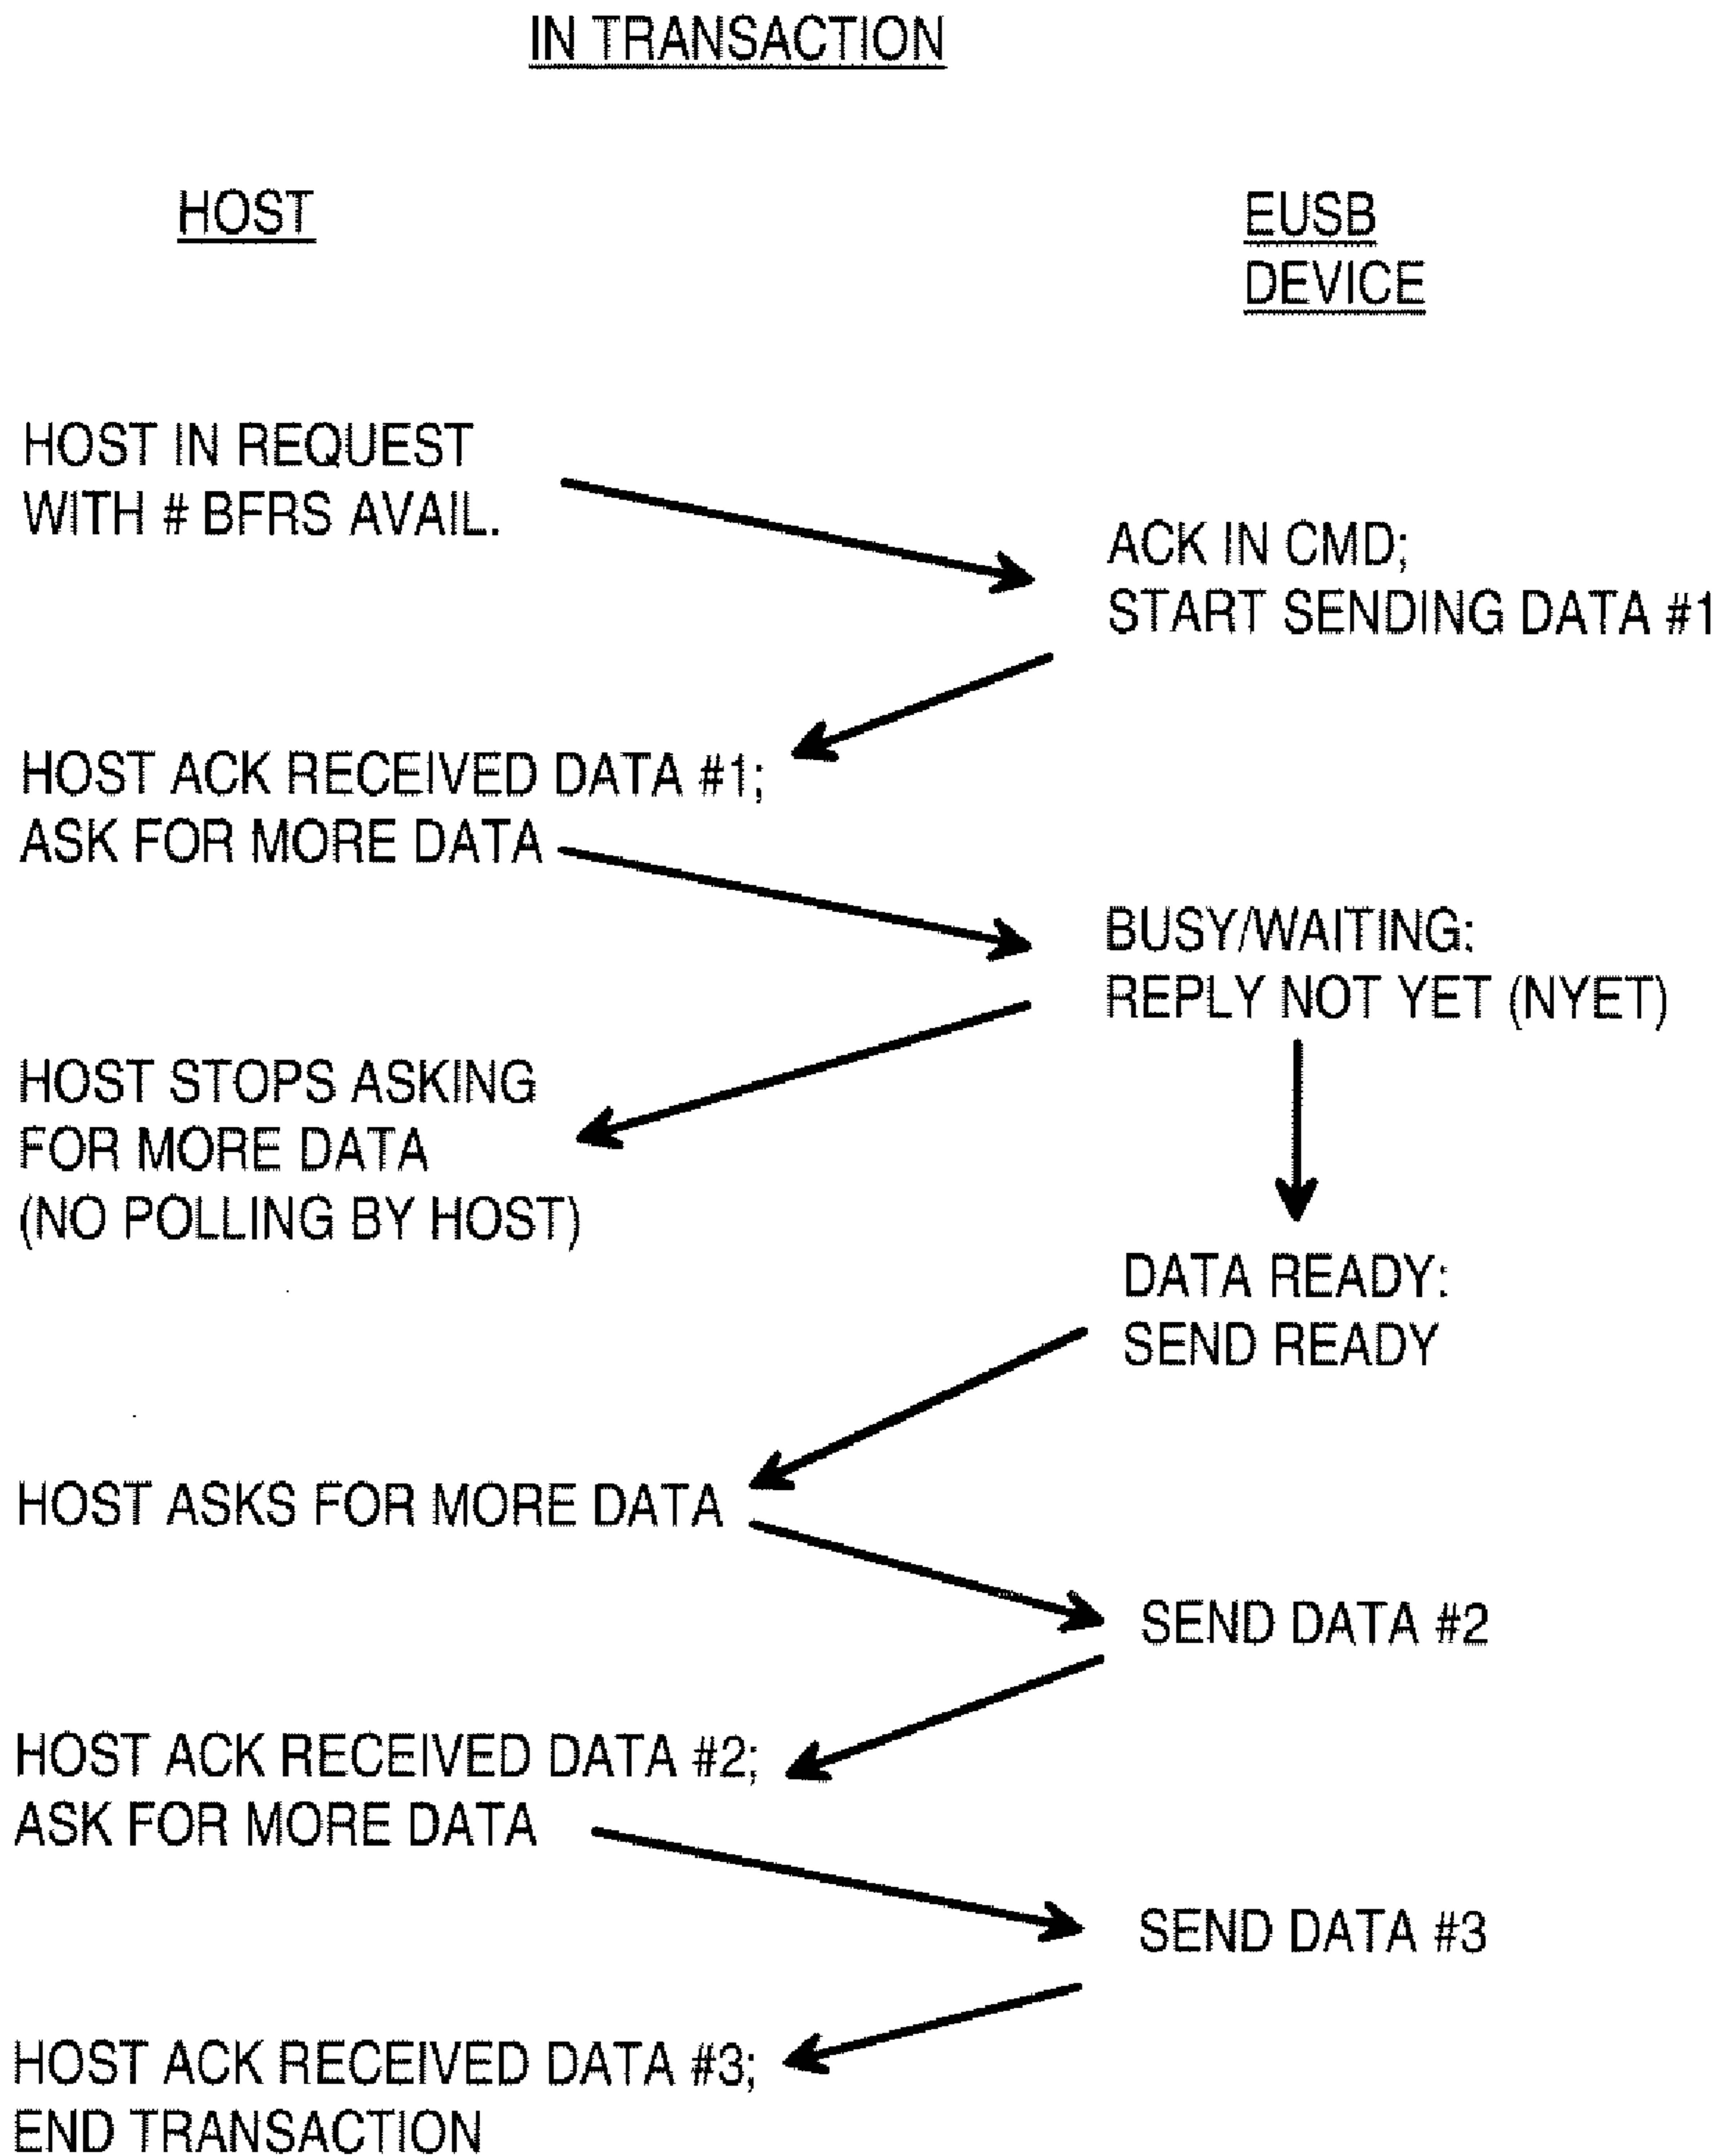 IN TRANSACTION
HOST
EUSB
DEVICE
HOST IN REQUEST
WITH # BFRS AVAIL.
ACK IN CMD;
START SENDING DATA #1
HOST ACK RECEIVED DATA #1;
ASK FOR MORE DATA
BUSY/WAITING:
REPLY NOT YET (NYET)
HOST STOPS ASKING
FOR MORE DATA
(NO POLLING BY HOST)
DATA READY:
SEND READY
HOST ASKS FOR MORE DATA
SEND DATA #2
HOST ACK RECEIVED DATA #2;
ASK FOR MORE DATA
SEND DATA #3
HOST ACK RECEIVED DATA #3;
END TRANSACTION